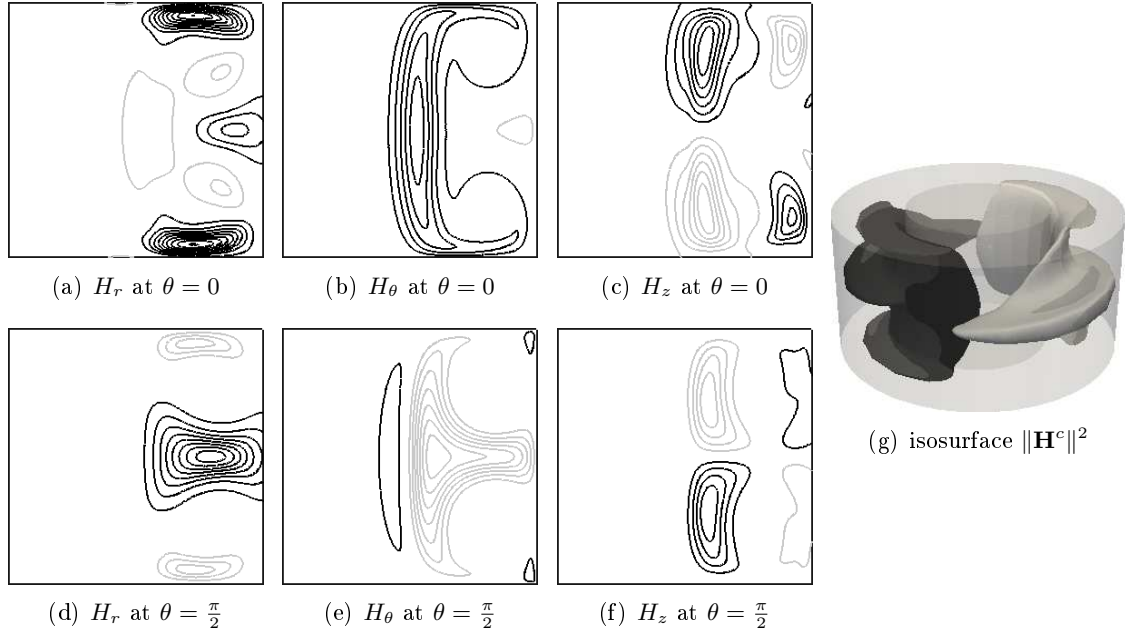 (a) H_r at θ = 0
(b) H_θ at θ = 0
(c) H_z at θ = 0
(d) H_r at θ = π/2
(e) H_θ at θ = π/2
(f) H_z at θ = π/2
(g) isosurface ‖H^c‖²